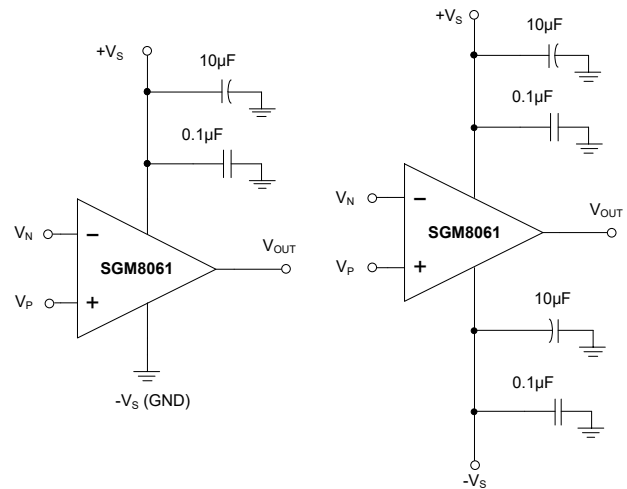 +VS
10µF
0.1µF
VN
−
SGM8061
VP
+
VOUT
-VS (GND)
+VS
10µF
0.1µF
VN
−
SGM8061
VP
+
VOUT
10µF
0.1µF
-VS